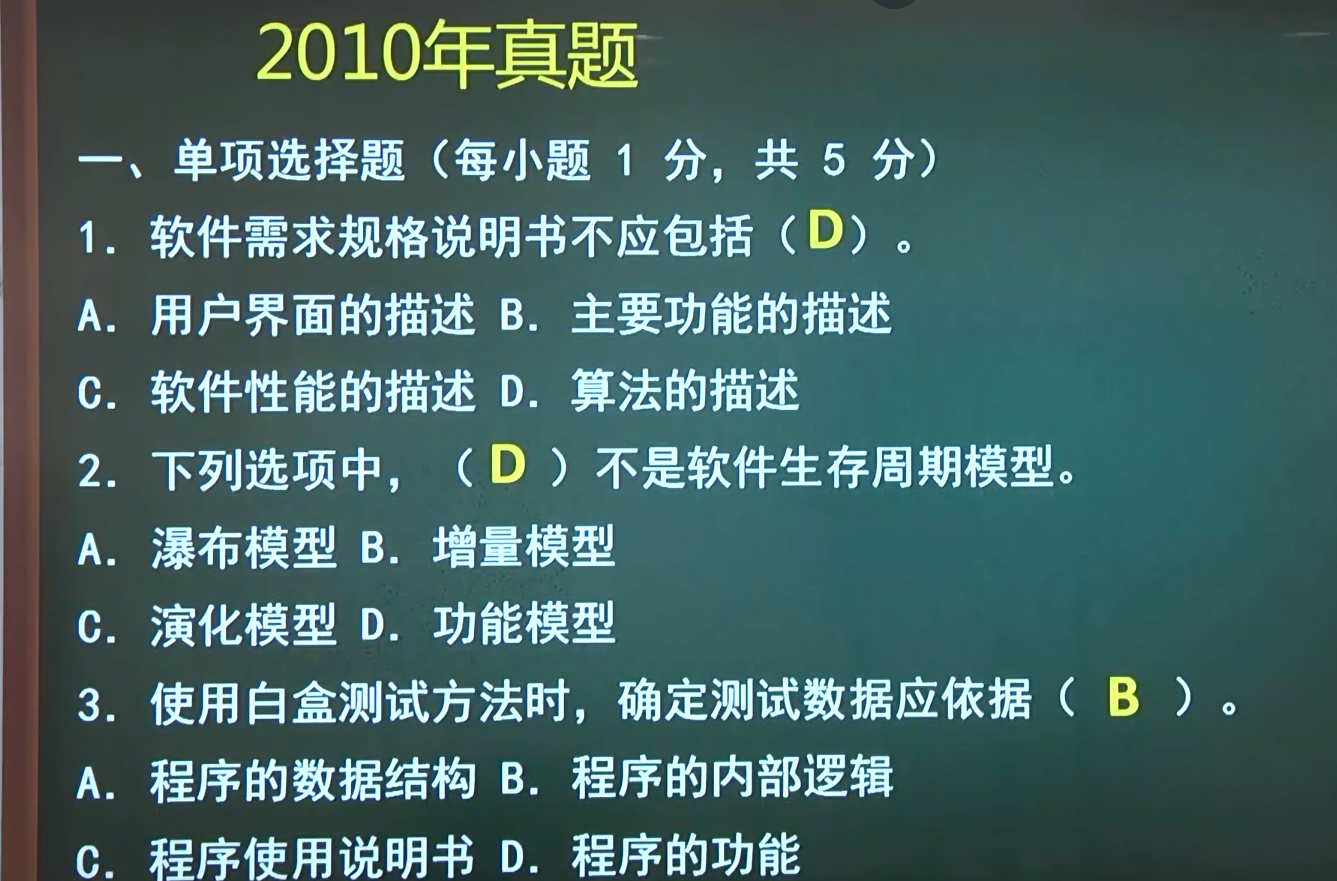 2010年真题
一、单项选择题（每小题 1 分，共 5 分）
1. 软件需求规格说明书不应包括（D）。
A. 用户界面的描述 B. 主要功能的描述
C. 软件性能的描述 D. 算法的描述
2. 下列选项中，（ D ）不是软件生存周期模型。
A. 瀑布模型 B. 增量模型
C. 演化模型 D. 功能模型
3. 使用白盒测试方法时，确定测试数据应依据（ B ）。
A. 程序的数据结构 B. 程序的内部逻辑
C. 程序使用说明书 D. 程序的功能